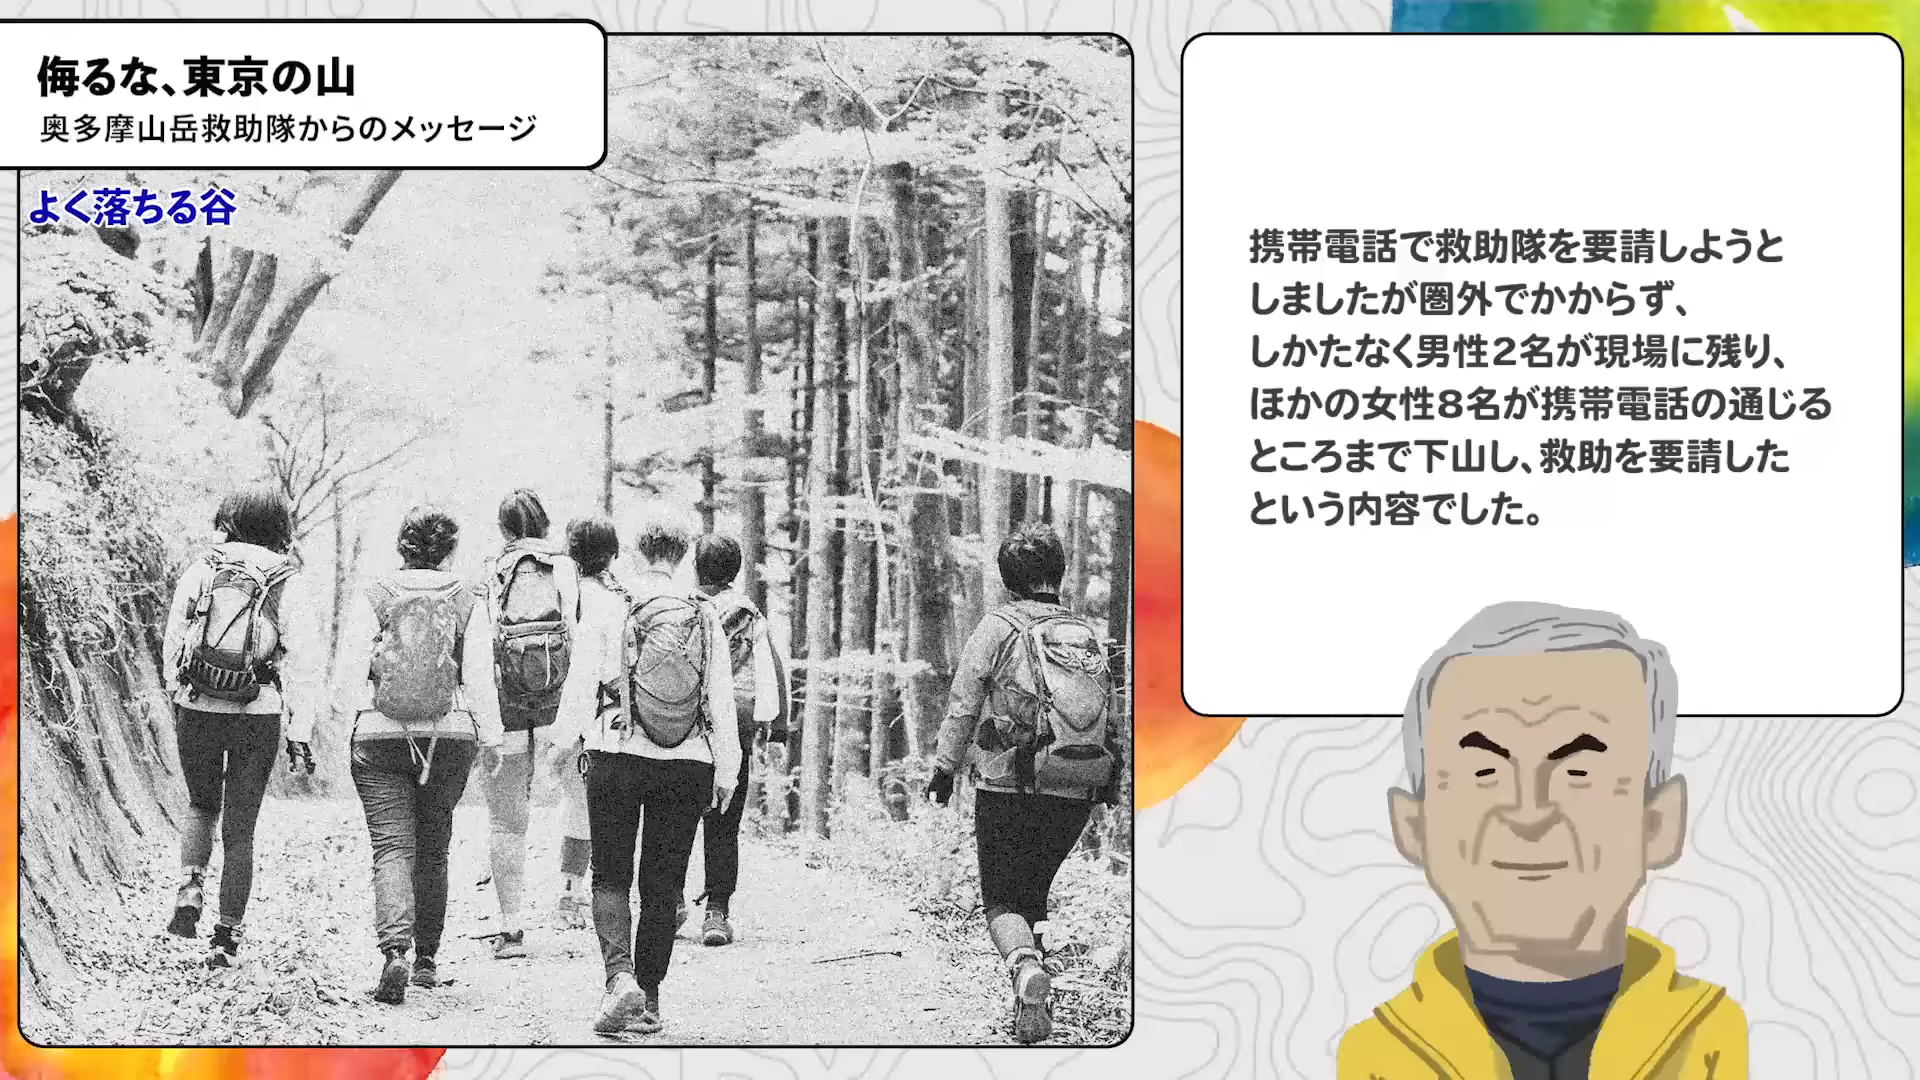 侮るな、東京の山
奥多摩山岳救助隊からのメッセージ
よく落ちる谷
携帯電話で救助隊を要請しようと
しましたが圏外でかからず、
しかたなく男性2名が現場に残り、
ほかの女性8名が携帯電話の通じる
ところまで下山し、救助を要請した
という内容でした。